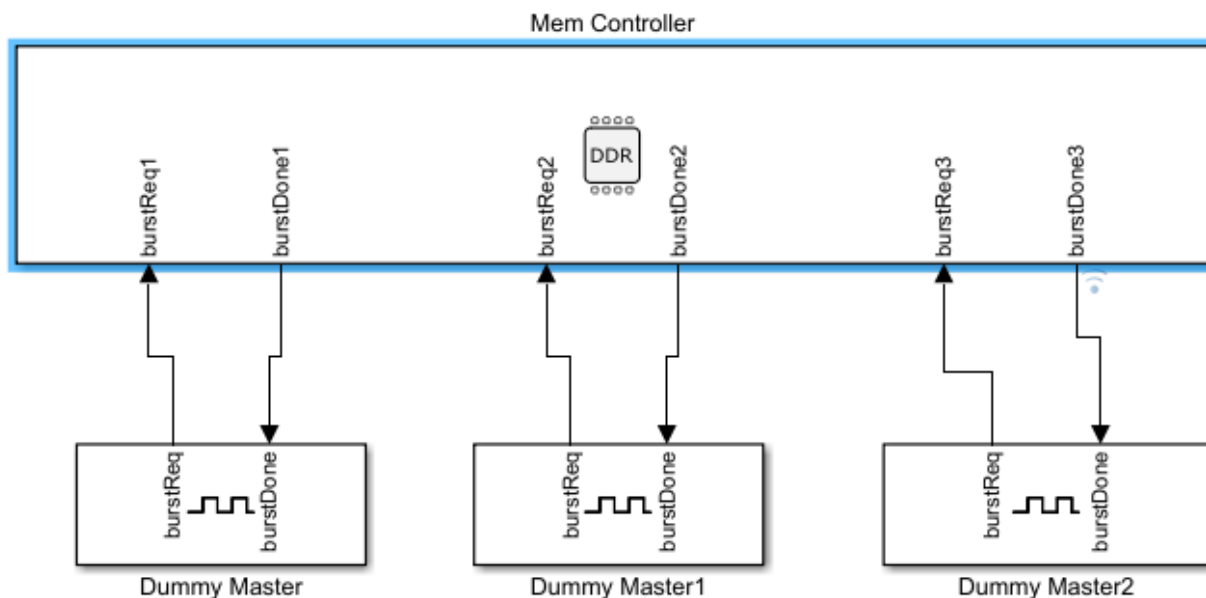 Mem Controller
DDR
burstReq1
burstDone1
burstReq2
burstDone2
burstReq3
burstDone3
burstReq
burstDone
burstReq
burstDone
burstReq
burstDone
Dummy Master
Dummy Master1
Dummy Master2